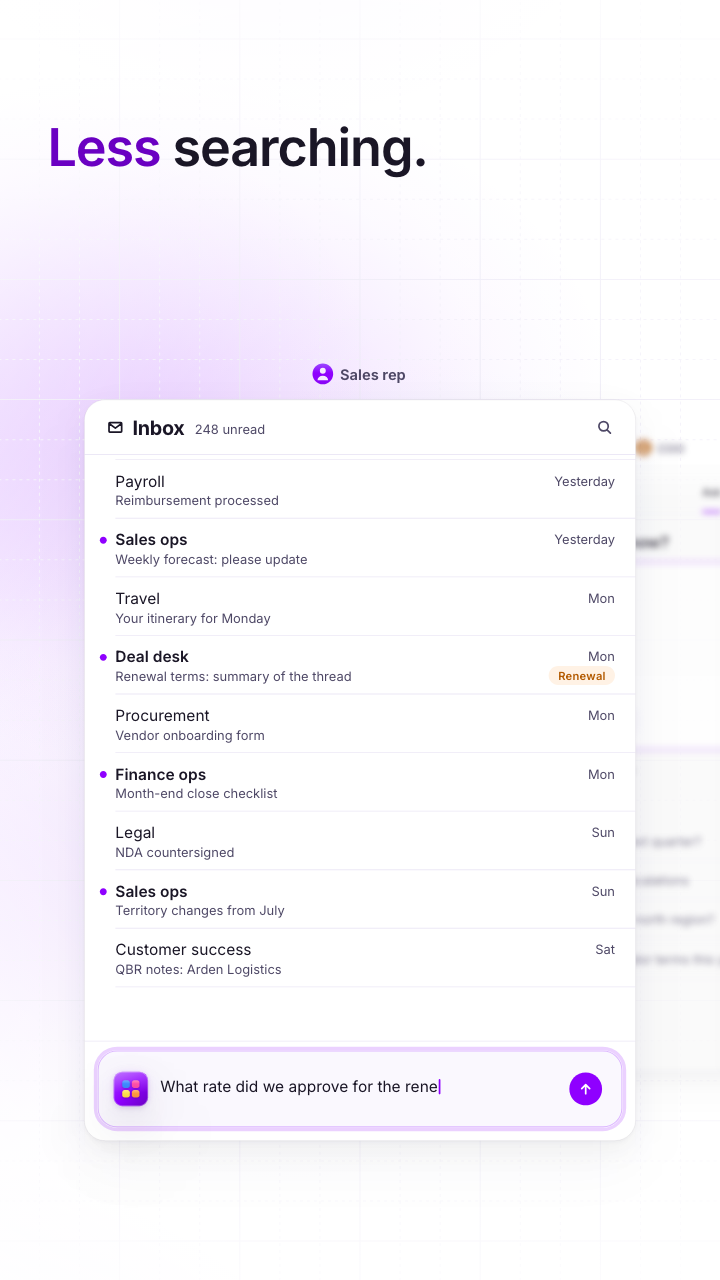 Less searching.
Sales rep
Inbox 248 unread
Payroll Yesterday
Reimbursement processed
Sales ops Yesterday
Weekly forecast: please update
Travel Mon
Your itinerary for Monday
Deal desk Mon
Renewal terms: summary of the thread Renewal
Procurement Mon
Vendor onboarding form
Finance ops Mon
Month-end close checklist
Legal Sun
NDA countersigned
Sales ops Sun
Territory changes from July
Customer success Sat
QBR notes: Arden Logistics
What rate did we approve for the rene